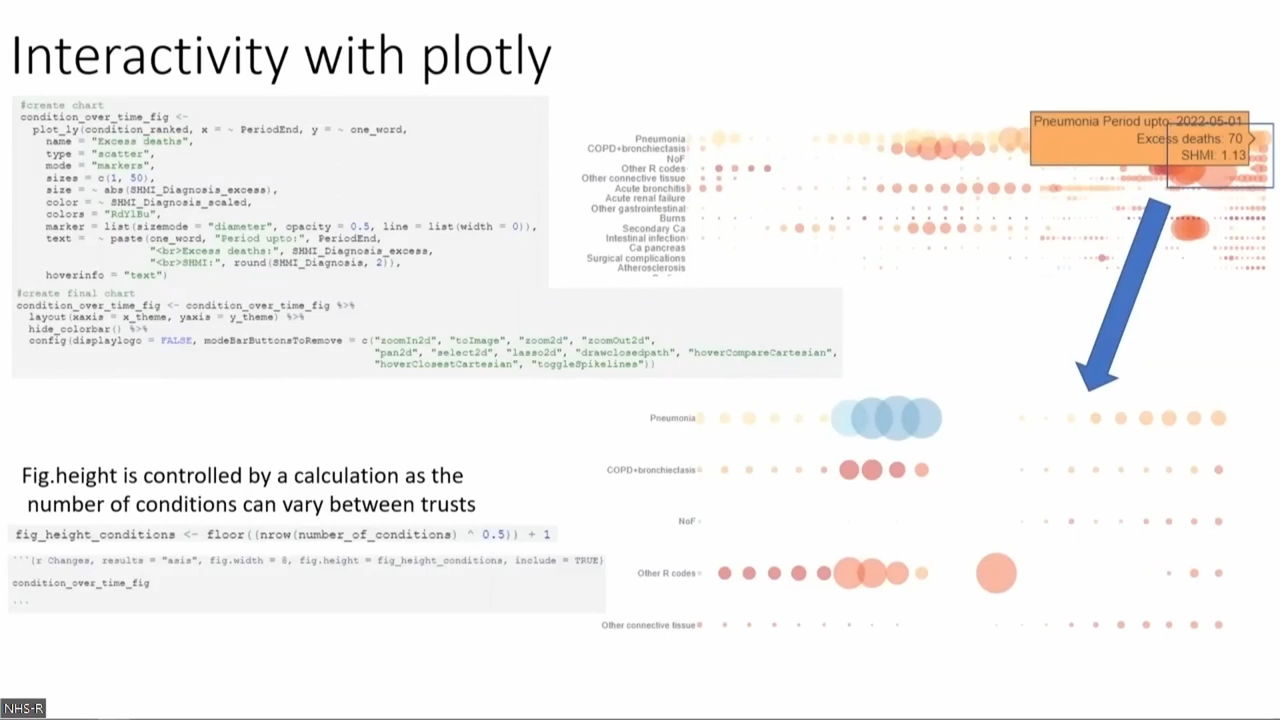 Interactivity with plotly
#create chart
condition_over_time_fig <-
plot_ly(condition_ranked, x = ~ PeriodEnd, y = ~ one_word,
name = "Excess deaths",
type = "scatter",
mode = "markers",
sizes = c(1, 50),
size = ~ abs(SHMI_Diagnosis_excess),
color = ~ SHMI_Diagnosis_scaled,
colors = "RdYlBu",
marker = list(sizemode = "diameter", opacity = 0.5, line = list(width = 0)),
text = ~ paste(one_word, "Period upto:", PeriodEnd,
"<br>Excess deaths:", SHMI_Diagnosis_excess,
"<br>SHMI:", round(SHMI_Diagnosis, 2)),
hoverinfo = "text")
#create final chart
condition_over_time_fig <- condition_over_time_fig %>%
layout(xaxis = x_theme, yaxis = y_theme) %>%
hide_colorbar() %>%
config(displaylogo = FALSE, modeBarButtonsToRemove = c("zoomIn2d", "toImage", "zoom2d", "zoomOut2d",
"pan2d", "select2d", "lasso2d", "drawclosedpath", "hoverCompareCartesian",
"hoverClosestCartesian", "toggleSpikelines"))
Fig.height is controlled by a calculation as the
number of conditions can vary between trusts
fig_height_conditions <- floor((nrow(number_of_conditions) ^ 0.5)) + 1
```{r Changes, results = "asis", fig.width = 8, fig.height = fig_height_conditions, include = TRUE}
condition_over_time_fig
```
Pneumonia Period upto: 2022-05-01
Excess deaths: 70
SHMI: 1.13
Pneumonia
COPD+bronchiectasis
NoF
Other R codes
Other connective tissue
Acute bronchitis
Acute renal failure
Other gastrointestinal
Burns
Secondary Ca
Intestinal infection
Ca pancreas
Surgical complications
Atherosclerosis
Pneumonia
COPD+bronchiectasis
NoF
Other R codes
Other connective tissue
NHS-R